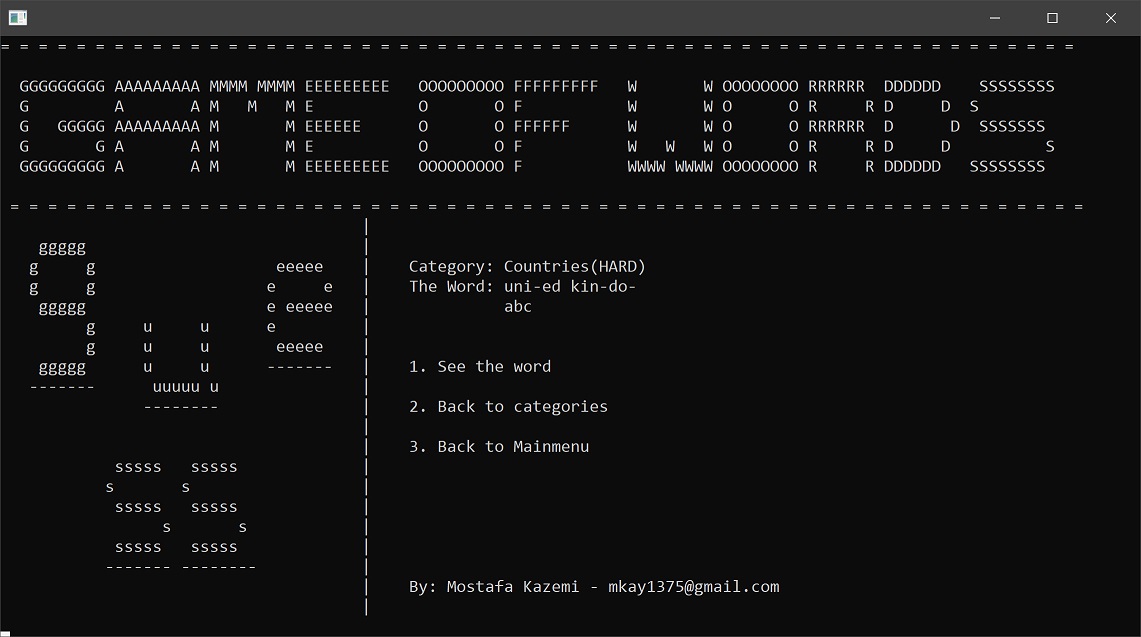 = = = = = = = = = = = = = = = = = = = = = = = = = = = = = = = = = = = = = = = = = = = = = = = = = = = = = = = = =
  GGGGGGGGG AAAAAAAAA MMMM MMMM EEEEEEEEE   OOOOOOOOO FFFFFFFFF   W       W OOOOOOOO RRRRRR  DDDDDD    SSSSSSSS
  G         A       A M   M   M E           O       O F           W       W O      O R     R D     D  S
  G   GGGGG AAAAAAAAA M       M EEEEEE      O       O FFFFFF      W       W O      O RRRRRR  D      D  SSSSSSS
  G       G A       A M       M E           O       O F           W   W   W O      O R     R D     D          S
  GGGGGGGGG A       A M       M EEEEEEEEE   OOOOOOOOO F           WWWW WWWW OOOOOOOO R     R DDDDDD   SSSSSSSS
 = = = = = = = = = = = = = = = = = = = = = = = = = = = = = = = = = = = = = = = = = = = = = = = = = = = = = = = = =
                                      |
    ggggg                             |
   g     g                   eeeee    |    Category: Countries(HARD)
   g     g                  e     e   |    The Word: uni-ed kin-do-
    ggggg                   e eeeee   |              abc
         g     u     u      e         |
         g     u     u       eeeee    |
    ggggg      u     u      -------   |    1. See the word
   -------      uuuuu u               |
               --------               |    2. Back to categories
                                      |
                                      |    3. Back to Mainmenu
            sssss   sssss             |
           s       s                  |
            sssss   sssss             |
                 s       s            |
            sssss   sssss             |
           ------- --------           |
                                      |    By: Mostafa Kazemi - mkay1375@gmail.com
                                      |